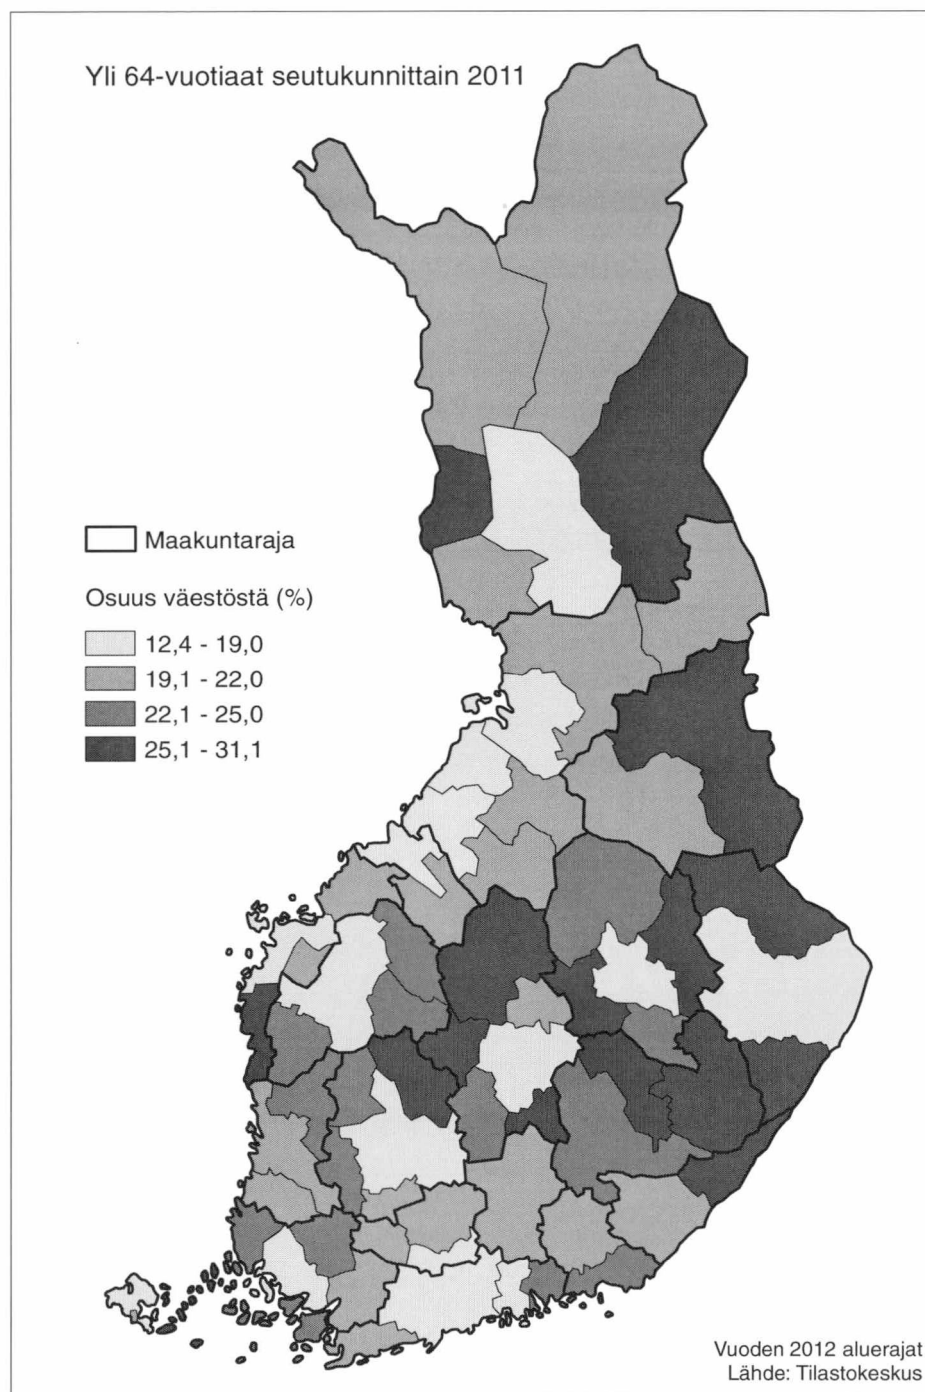 Yli 64-vuotiaat seutukunnittain 2011
Maakuntaraja
Osuus väestöstä (%)
12,4 - 19,0
19,1 - 22,0
22,1 - 25,0
25,1 - 31,1
Vuoden 2012 aluerajat
Lähde: Tilastokeskus